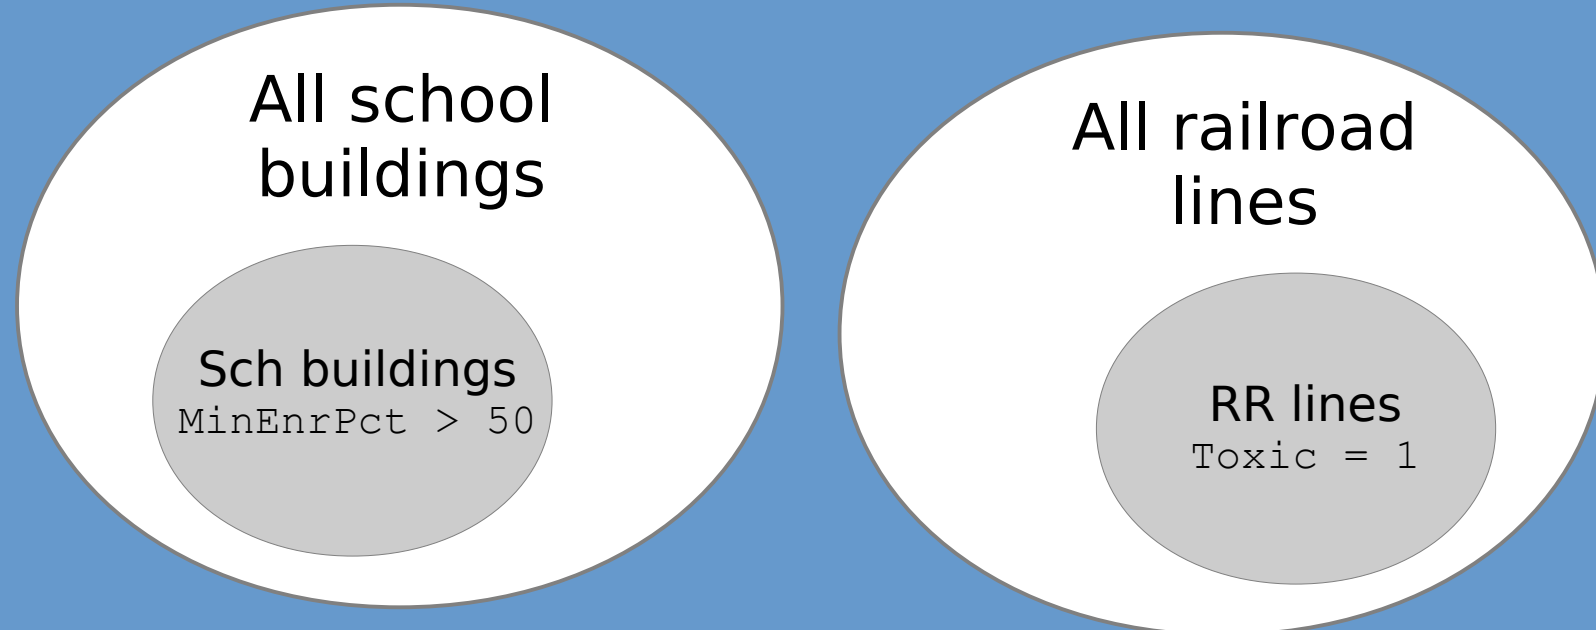 All school
buildings
Sch buildings
MinEnrPct > 50
All railroad
lines
RR lines
Toxic = 1